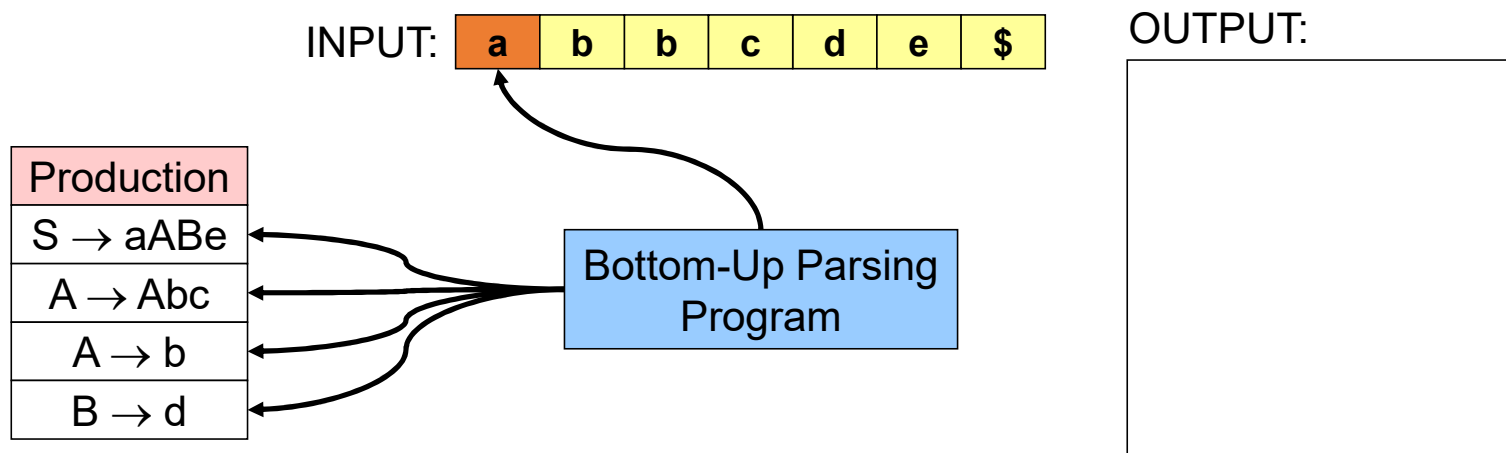 INPUT: a b b c d e $
OUTPUT:
Production
S → aABe
A → Abc
A → b
B → d
Bottom-Up Parsing
Program